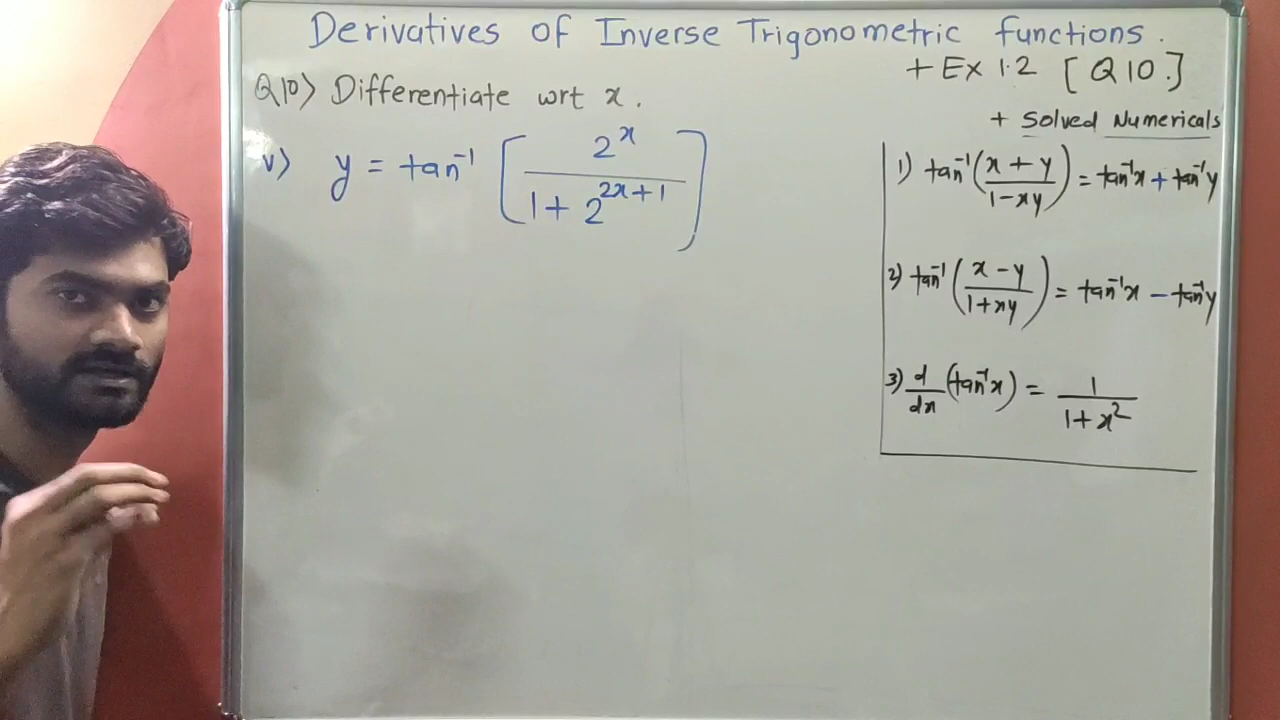 Derivatives of Inverse Trigonometric functions.
+ Ex 1.2 [Q10.]
Q10> Differentiate wrt x.
+ Solved Numericals
v> y = tan⁻¹ [ 2^x / (1 + 2^(2x+1)) ]
1) tan⁻¹((x + y)/(1 - xy)) = tan⁻¹x + tan⁻¹y
2) tan⁻¹((x - y)/(1 + xy)) = tan⁻¹x - tan⁻¹y
3) d/dx (tan⁻¹x) = 1/(1 + x²)